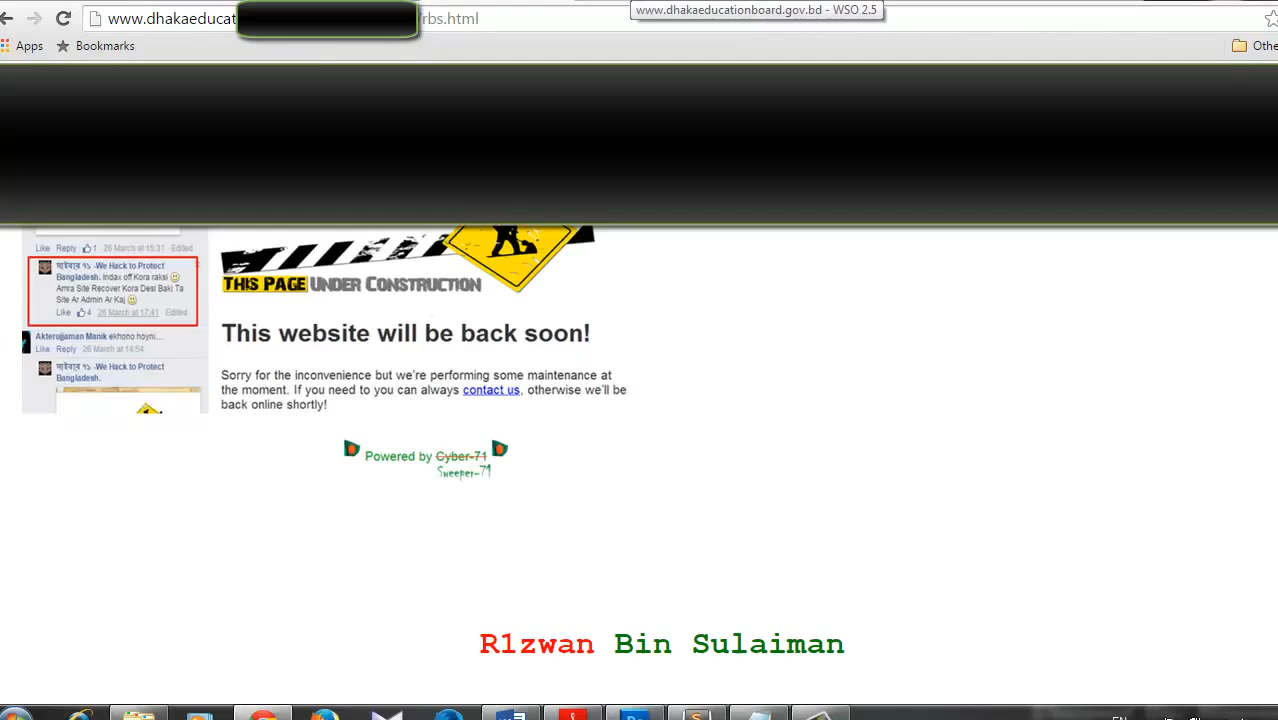 www.dhakaeducat
rbs.html
www.dhakaeducationboard.gov.bd - WSO 2.5
Apps
Bookmarks
Othe
Like Reply 1 26 March at 15:31 Edited
সাইবার ৭১ -We Hack to Protect
Bangladesh. Indax off Kora raksi
Amra Site Recover Kora Desi Baki Ta
Site Ar Admin Ar Kaj
Like 4 26 March at 17:41 Edited
Akterujjaman Manik ekhono hoyni....
Like Reply 26 March at 14:54
সাইবার ৭১ -We Hack to Protect
Bangladesh.
THIS PAGE UNDER CONSTRUCTION
This website will be back soon!
Sorry for the inconvenience but we're performing some maintenance at
the moment. If you need to you can always contact us, otherwise we'll be
back online shortly!
Powered by Cyber-71
Sweeper-71
R1zwan Bin Sulaiman